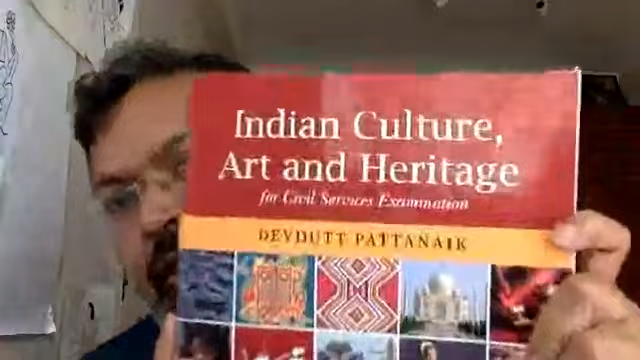 Indian Culture,
Art and Heritage
for Civil Services Examination
DEVDUTT PATTANAIK